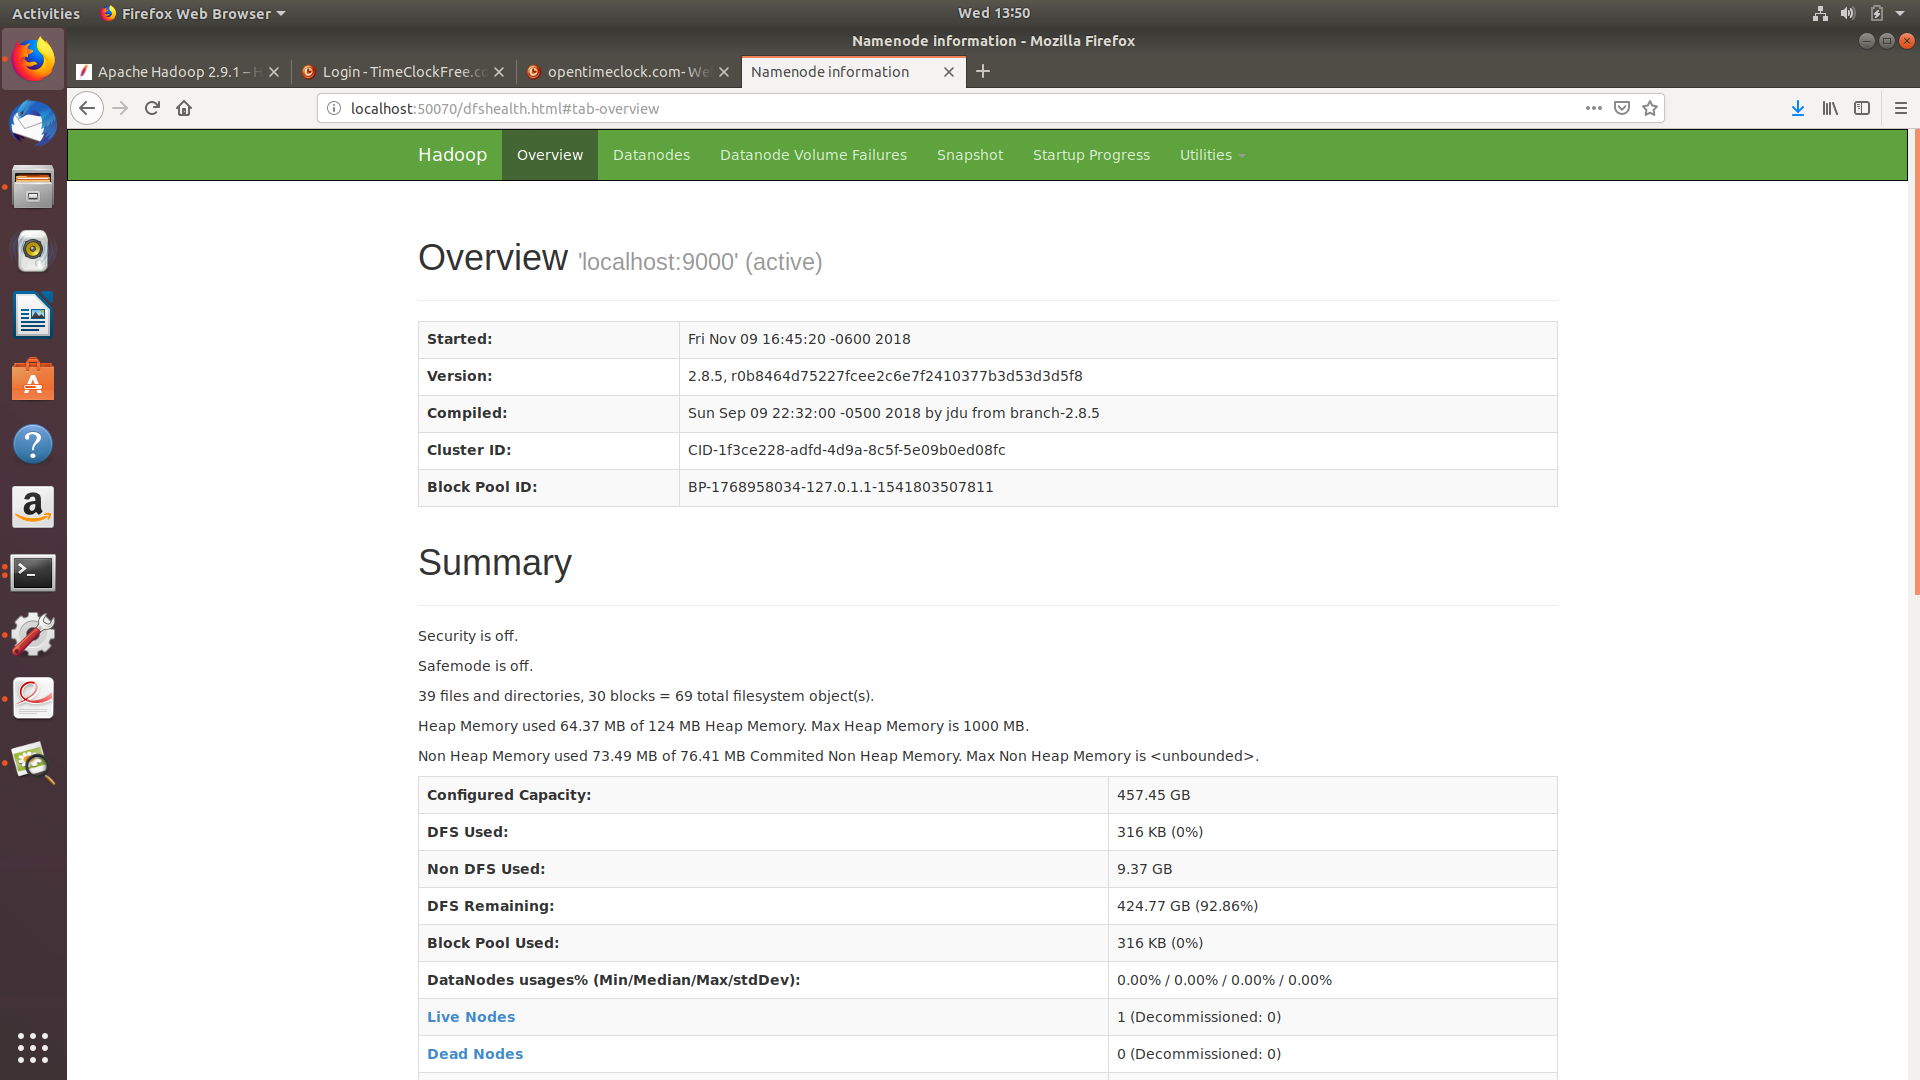 Activities Firefox Web Browser Wed 13:50
Namenode information - Mozilla Firefox
Apache Hadoop 2.9.1 – H Login - TimeClockFree.co opentimeclock.com- We Namenode information
localhost:50070/dfshealth.html#tab-overview
Hadoop Overview Datanodes Datanode Volume Failures Snapshot Startup Progress Utilities
Overview 'localhost:9000' (active)
Started: Fri Nov 09 16:45:20 -0600 2018
Version: 2.8.5, r0b8464d75227fcee2c6e7f2410377b3d53d3d5f8
Compiled: Sun Sep 09 22:32:00 -0500 2018 by jdu from branch-2.8.5
Cluster ID: CID-1f3ce228-adfd-4d9a-8c5f-5e09b0ed08fc
Block Pool ID: BP-1768958034-127.0.1.1-1541803507811
Summary
Security is off.
Safemode is off.
39 files and directories, 30 blocks = 69 total filesystem object(s).
Heap Memory used 64.37 MB of 124 MB Heap Memory. Max Heap Memory is 1000 MB.
Non Heap Memory used 73.49 MB of 76.41 MB Commited Non Heap Memory. Max Non Heap Memory is <unbounded>.
Configured Capacity: 457.45 GB
DFS Used: 316 KB (0%)
Non DFS Used: 9.37 GB
DFS Remaining: 424.77 GB (92.86%)
Block Pool Used: 316 KB (0%)
DataNodes usages% (Min/Median/Max/stdDev): 0.00% / 0.00% / 0.00% / 0.00%
Live Nodes 1 (Decommissioned: 0)
Dead Nodes 0 (Decommissioned: 0)